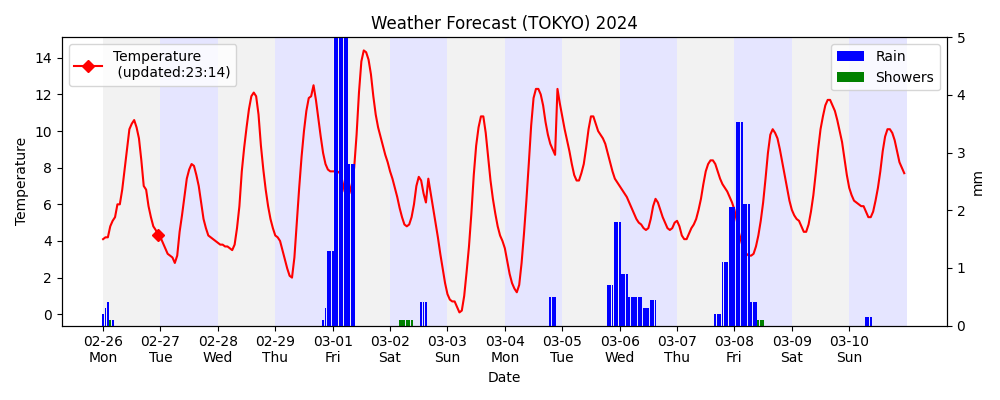 Weather Forecast (TOKYO) 2024
Temperature
(updated:23:14)
Rain
Showers
Temperature
14
12
10
8
6
4
2
0
5
4
3
2
1
0
mm
02-26 02-27 02-28 02-29 03-01 03-02 03-03 03-04 03-05 03-06 03-07 03-08 03-09 03-10
Mon Tue Wed Thu Fri Sat Sun Mon Tue Wed Thu Fri Sat Sun
Date